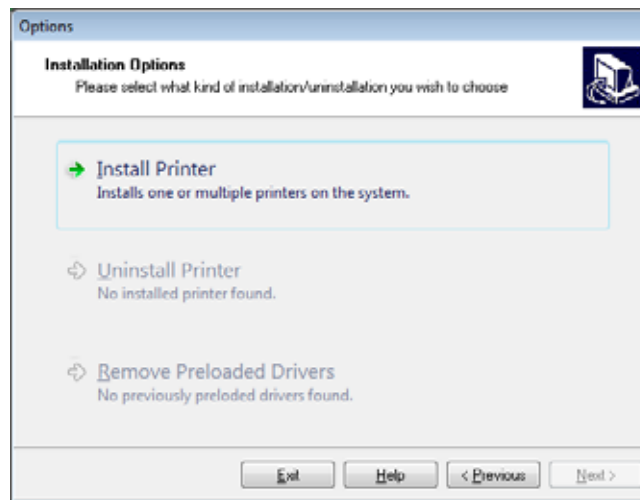 Options
Installation Options
Please select what kind of installation/uninstallation you wish to choose
Install Printer
Installs one or multiple printers on the system.
Uninstall Printer
No installed printer found.
Remove Preloaded Drivers
No previously preloded drivers found.
Exit Help < Previous Next >